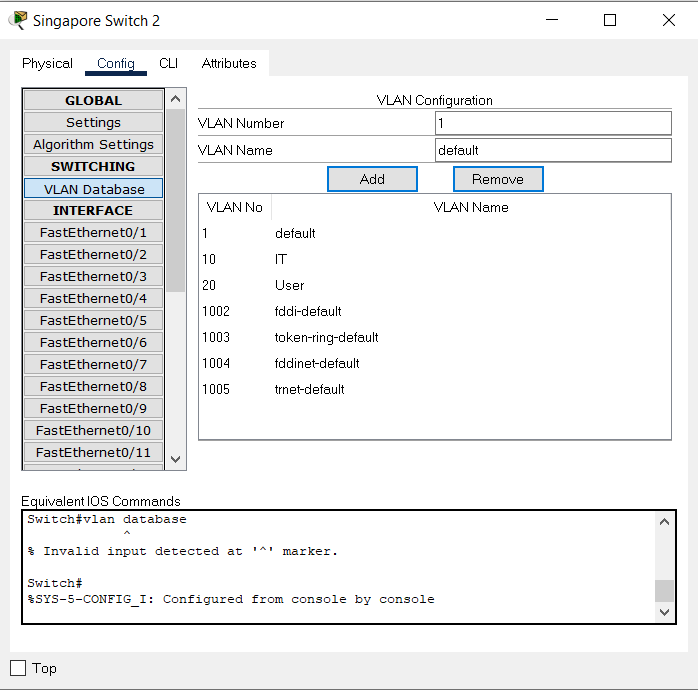 Singapore Switch 2
Physical Config CLI Attributes
GLOBAL
Settings
Algorithm Settings
SWITCHING
VLAN Database
INTERFACE
FastEthernet0/1
FastEthernet0/2
FastEthernet0/3
FastEthernet0/4
FastEthernet0/5
FastEthernet0/6
FastEthernet0/7
FastEthernet0/8
FastEthernet0/9
FastEthernet0/10
FastEthernet0/11
VLAN Configuration
VLAN Number 1
VLAN Name default
Add Remove
VLAN No VLAN Name
1 default
10 IT
20 User
1002 fddi-default
1003 token-ring-default
1004 fddinet-default
1005 trnet-default
Equivalent IOS Commands
Switch#vlan database
^
% Invalid input detected at '^' marker.
Switch#
%SYS-5-CONFIG_I: Configured from console by console
Top